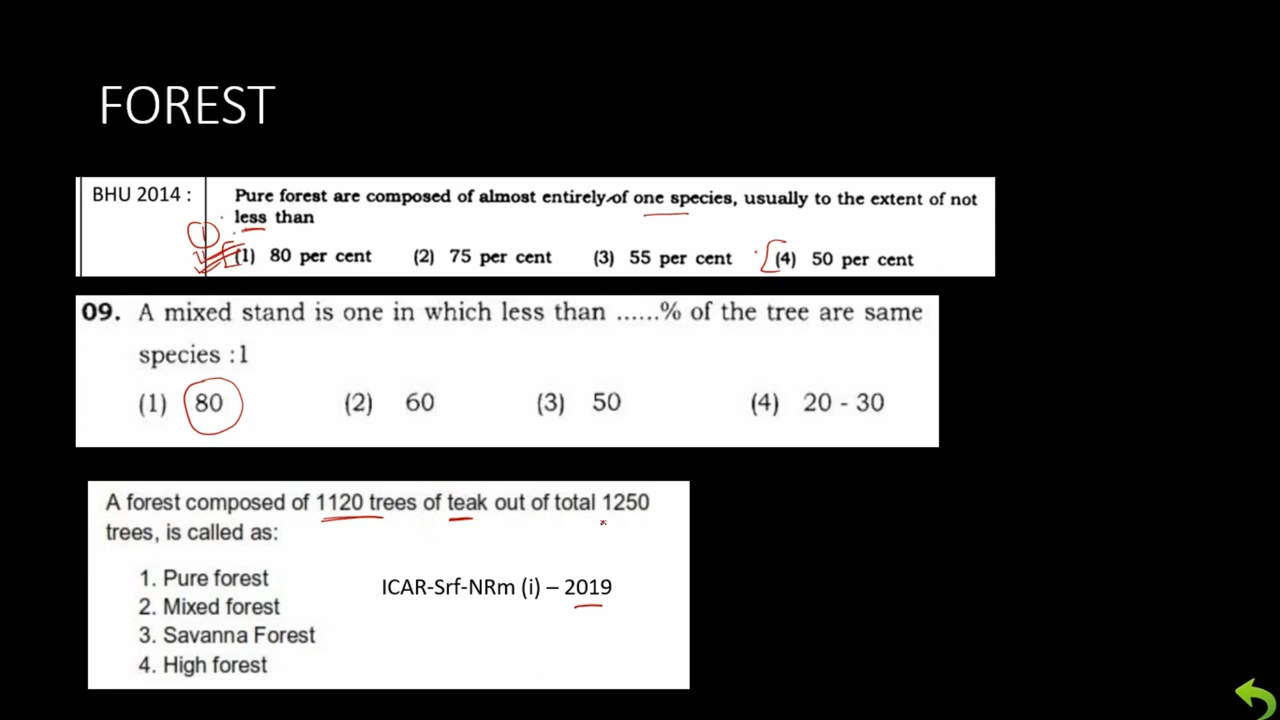 FOREST
BHU 2014 :
Pure forest are composed of almost entirely of one species, usually to the extent of not
less than
(1) 80 per cent (2) 75 per cent (3) 55 per cent (4) 50 per cent
09. A mixed stand is one in which less than ......% of the tree are same
species :1
(1) 80 (2) 60 (3) 50 (4) 20 - 30
A forest composed of 1120 trees of teak out of total 1250
trees, is called as:
1. Pure forest
2. Mixed forest
3. Savanna Forest
4. High forest
ICAR-Srf-NRm (i) – 2019